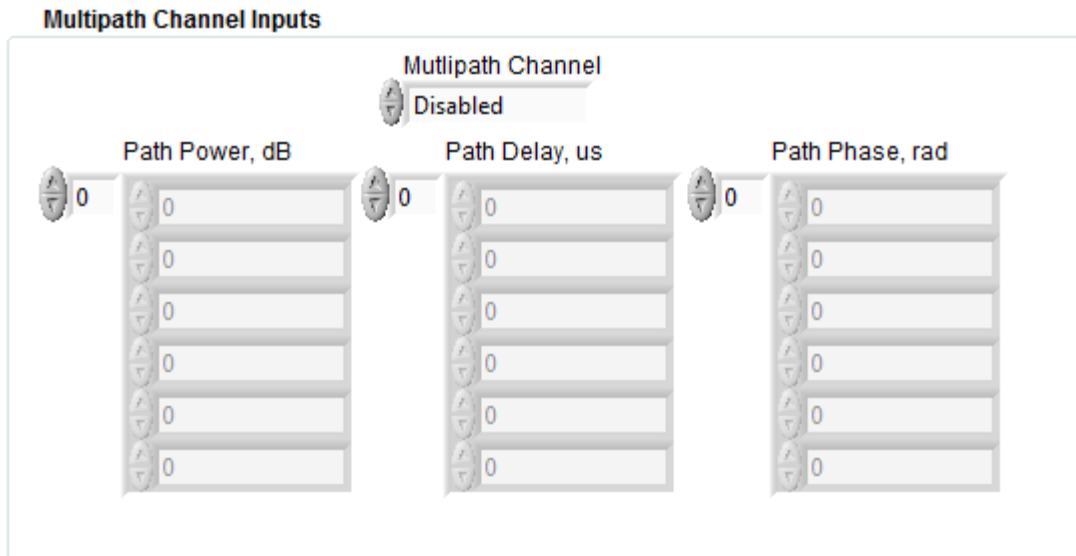 Multipath Channel Inputs
Mutlipath Channel
Disabled
Path Power, dB Path Delay, us Path Phase, rad
0 0 0 0 0 0
0 0 0
0 0 0
0 0 0
0 0 0
0 0 0